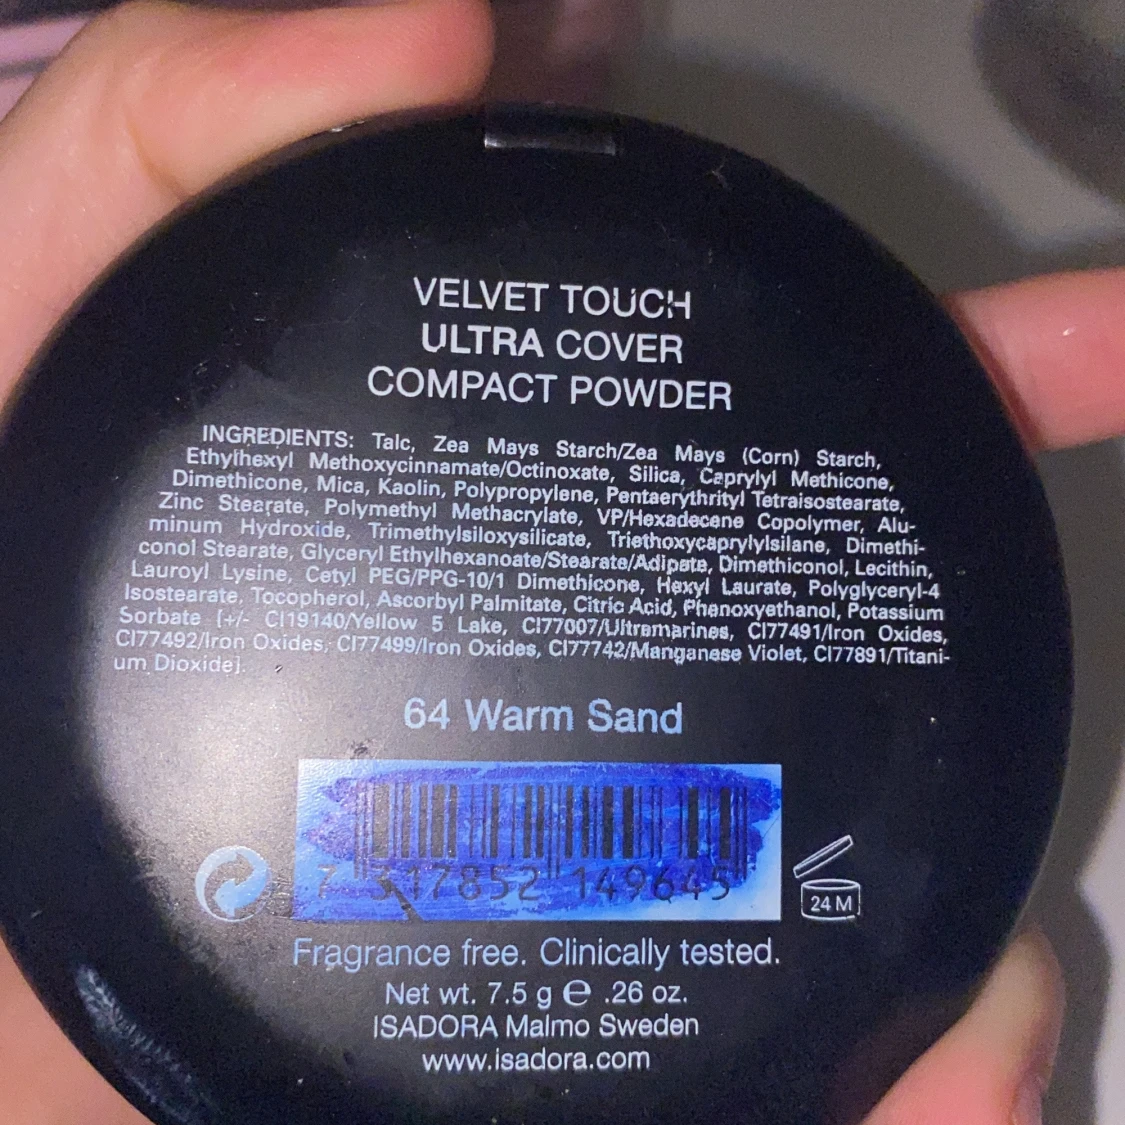 VELVET TOUCH
ULTRA COVER
COMPACT POWDER
INGREDIENTS: Talc, Zea Mays Starch/Zea Mays (Corn) Starch,
Ethylhexyl Methoxycinnamate/Octinoxate, Silica, Caprylyl Methicone,
Dimethicone, Mica, Kaolin, Polypropylene, Pentaerythrityl Tetraisostearate,
Zinc Stearate, Polymethyl Methacrylate, VP/Hexadecene Copolymer, Alu-
minum Hydroxide, Trimethylsiloxysilicate, Triethoxycaprylylsilane, Dimethi-
conol Stearate, Glyceryl Ethylhexanoate/Stearate/Adipate, Dimethiconol, Lecithin,
Lauroyl Lysine, Cetyl PEG/PPG-10/1 Dimethicone, Hexyl Laurate, Polyglyceryl-4
Isostearate, Tocopherol, Ascorbyl Palmitate, Citric Acid, Phenoxyethanol, Potassium
Sorbate [+/- CI19140/Yellow 5 Lake, CI77007/Ultramarines, CI77491/Iron Oxides,
CI77492/Iron Oxides, CI77499/Iron Oxides, CI77742/Manganese Violet, CI77891/Titani-
um Dioxide].
64 Warm Sand
7 317852 149645
24 M
Fragrance free. Clinically tested.
Net wt. 7.5 g e .26 oz.
ISADORA Malmo Sweden
www.isadora.com